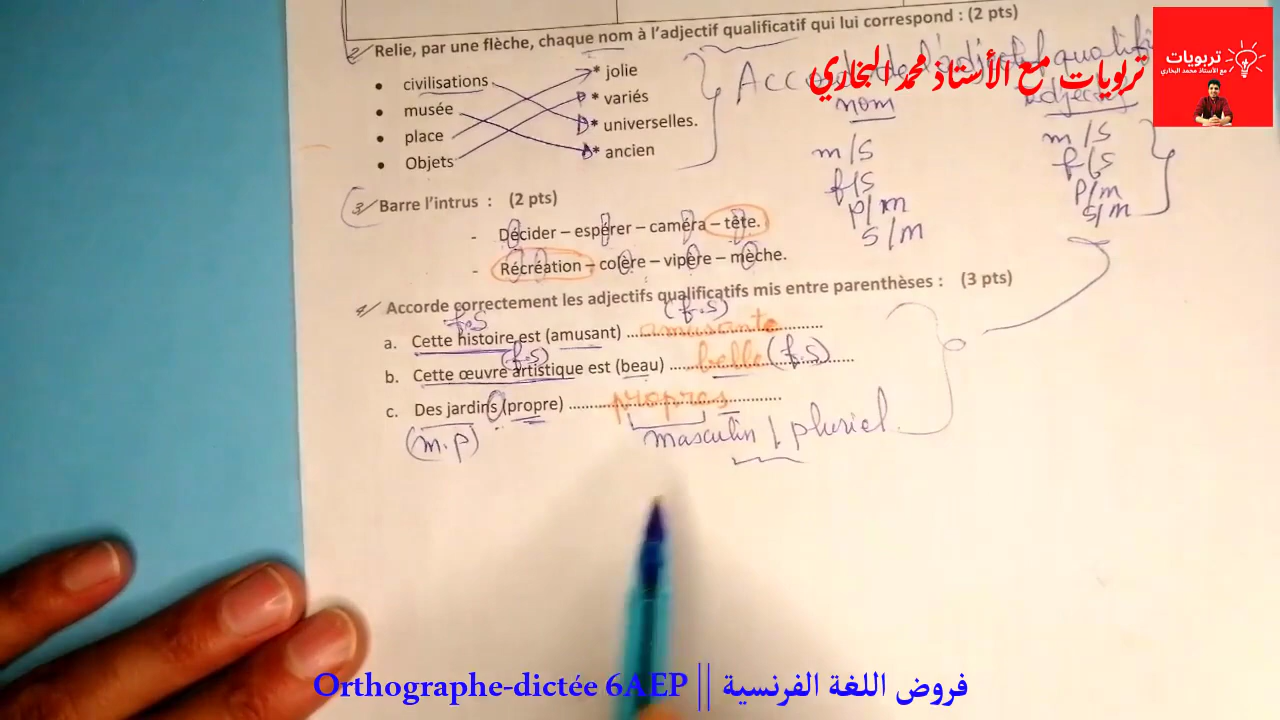 2/ Relie, par une flèche, chaque nom à l'adjectif qualificatif qui lui correspond : (2 pts)
• civilisations * jolie
• musée * variés
• place * universelles.
• Objets * ancien
Accord de l'adjectif qualifi
nom adjectif
m/s m/s
f/s f/s
p/m p/m
s/m s/m
تربويات مع الأستاذ محمد البخاري
تربويات
مع الأستاذ محمد البخاري
3/ Barre l'intrus : (2 pts)
- Décider – espérer – caméra – tête.
- Récréation – colère – vipère – mèche.
4/ Accorde correctement les adjectifs qualificatifs mis entre parenthèses : (3 pts)
f.s (f.s)
a. Cette histoire est (amusant) amusante
(f.s)
b. Cette œuvre artistique est (beau) belle (f.s)
c. Des jardins (propre) propres
(m.p) masculin / pluriel
Orthographe-dictée 6AEP || فروض اللغة الفرنسية